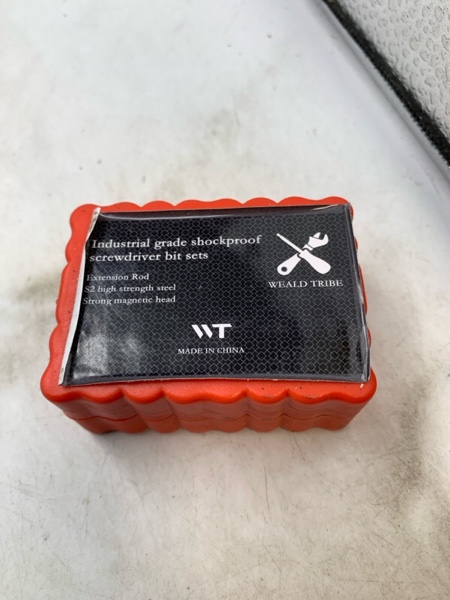 Industrial grade shockproof
screwdriver bit sets
Extension Rod
S2 high strength steel
Strong magnetic head
WEALD TRIBE
WT
MADE IN CHINA